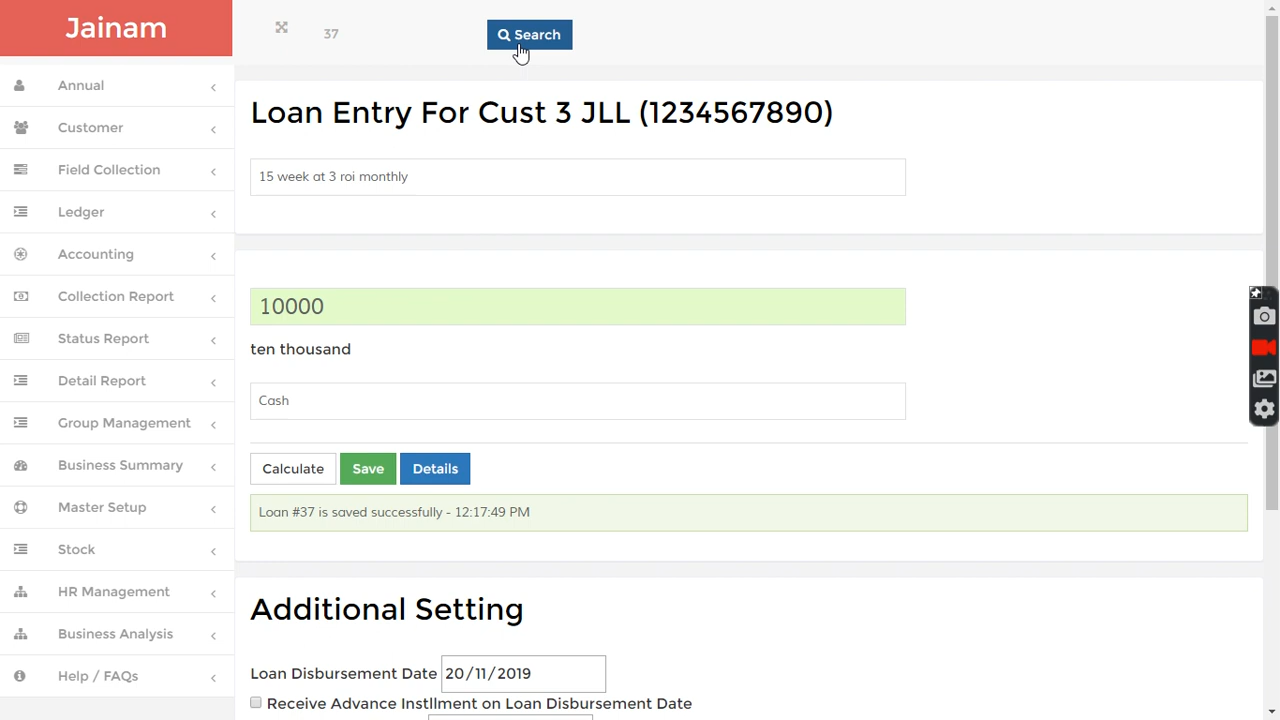 Jainam
37
Search
Annual
Customer
Field Collection
Ledger
Accounting
Collection Report
Status Report
Detail Report
Group Management
Business Summary
Master Setup
Stock
HR Management
Business Analysis
Help / FAQs
Loan Entry For Cust 3 JLL (1234567890)
15 week at 3 roi monthly
10000
ten thousand
Cash
Calculate Save Details
Loan #37 is saved successfully - 12:17:49 PM
Additional Setting
Loan Disbursement Date 20/11/2019
Receive Advance Instllment on Loan Disbursement Date